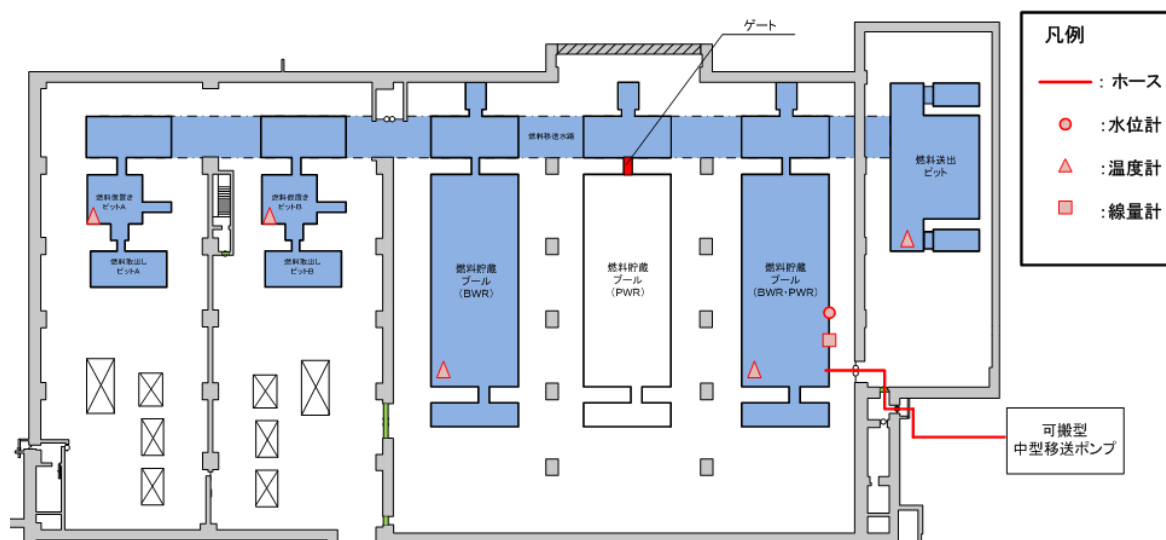 ゲート
凡例
：ホース
：水位計
：温度計
：線量計
燃料移送水路
燃料仮置き
ピットA
燃料仮置き
ピットB
燃料取出し
ピットA
燃料取出し
ピットB
燃料貯蔵
プール
（BWR）
燃料貯蔵
プール
（PWR）
燃料貯蔵
プール
（BWR・PWR）
燃料送出
ピット
可搬型
中型移送ポンプ